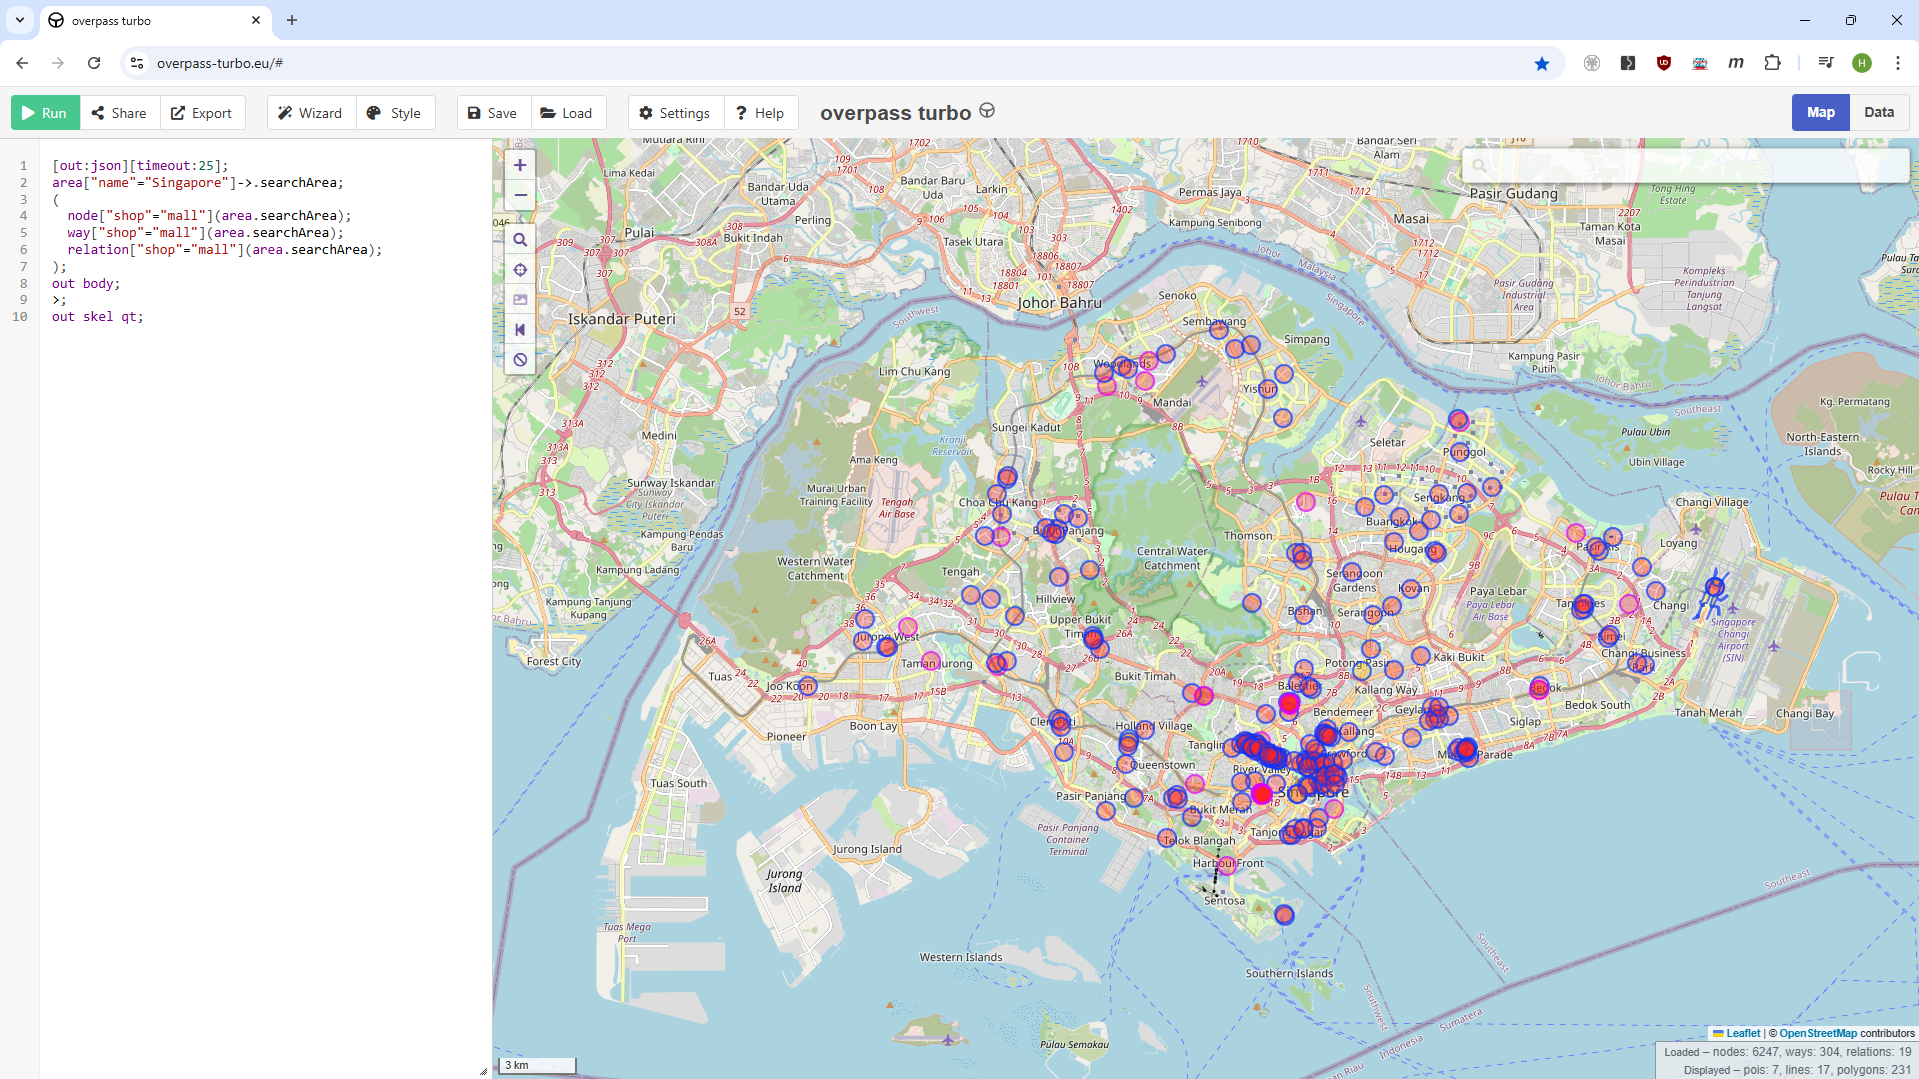 overpass turbo
overpass-turbo.eu/#
Run
Share
Export
Wizard
Style
Save
Load
Settings
Help
overpass turbo
Map
Data
1 [out:json][timeout:25];
2 area["name"="Singapore"]->.searchArea;
3 (
4 node["shop"="mall"](area.searchArea);
5 way["shop"="mall"](area.searchArea);
6 relation["shop"="mall"](area.searchArea);
7 );
8 out body;
9 >;
10 out skel qt;
Mutiara Rini
Bandar Seri
Alam
Lima Kedai
Bandar Uda
Utama
Bandar Baru
Uda
Larkin
Permas Jaya
Pasir Gudang
Tong Hite
Estate
Perling
Pulai
Bukit Indah
Tasek Utara
Kampung Senibong
Masai
Taman Kota
Masai
Johor
Malaysia
Singapore
Kompleks
Perindustrian
Tanjung
Langsat
Pasir Gudang
Industrial
Area
Senoko
Johor Bahru
Iskandar Puteri
52
Southwest
Sembawang
Simpang
Kampung Pasir
Putih
Johor Bahru
Lim Chu Kang
Woodlands
Mandai
Yishun
Southeast
Kg. Permatang
Medini
Sungei Kadut
Kranji
Reservoir
Seletar
Pulau Ubin
North-Eastern
Islands
Ama Keng
Punggol
Ubin Village
Rocky Hill
Sunway Iskandar
Sunway
City Iskandar
Puteri
Murai Urban
Training Facility
Tengah
Air Base
Choa Chu Kang
Sengkang
Changi Village
Kampung Pendas
Baru
Bukit Panjang
Buangkok
Thomson
Hougang
Pasir Ris
Loyang
Kampung Ladang
Western Water
Catchment
Tengah
Central Water
Catchment
Serangoon
Gardens
Kovan
Paya Lebar
Paya Lebar
Air Base
Tampines
Changi
Kampung Tanjung
Kupang
Hillview
Bishan
Serangoon
Upper Bukit
Timah
Simei
Singapore
Changi
Airport
(SIN)
Forest City
Jurong West
Taman Jurong
Potong Pasir
Kaki Bukit
Changi Business
Park
Tuas
Joo Koon
Bukit Timah
Balestier
Kallang Way
Bedok
Bedok South
Tanah Merah
Changi Bay
Boon Lay
Pioneer
Clementi
Holland Village
Bendemeer
Geylang
Siglap
Tanglin
Kallang
Crawford
Marine Parade
Queenstown
River Valley
Tuas South
Pasir Panjang
Singapore
Bukit Merah
Pasir Panjang
Container
Terminal
Tanjong Pagar
Telok Blangah
Jurong Island
HarbourFront
Jurong
Island
Sentosa
Southeast
Tuas Mega
Port
Western Islands
Southern Islands
Southeast
Southwest
Sumatera
Indonesia
Pulau Semakau
3 km
Leaflet | © OpenStreetMap contributors
Loaded – nodes: 6247, ways: 304, relations: 19
Displayed – pois: 7, lines: 17, polygons: 231